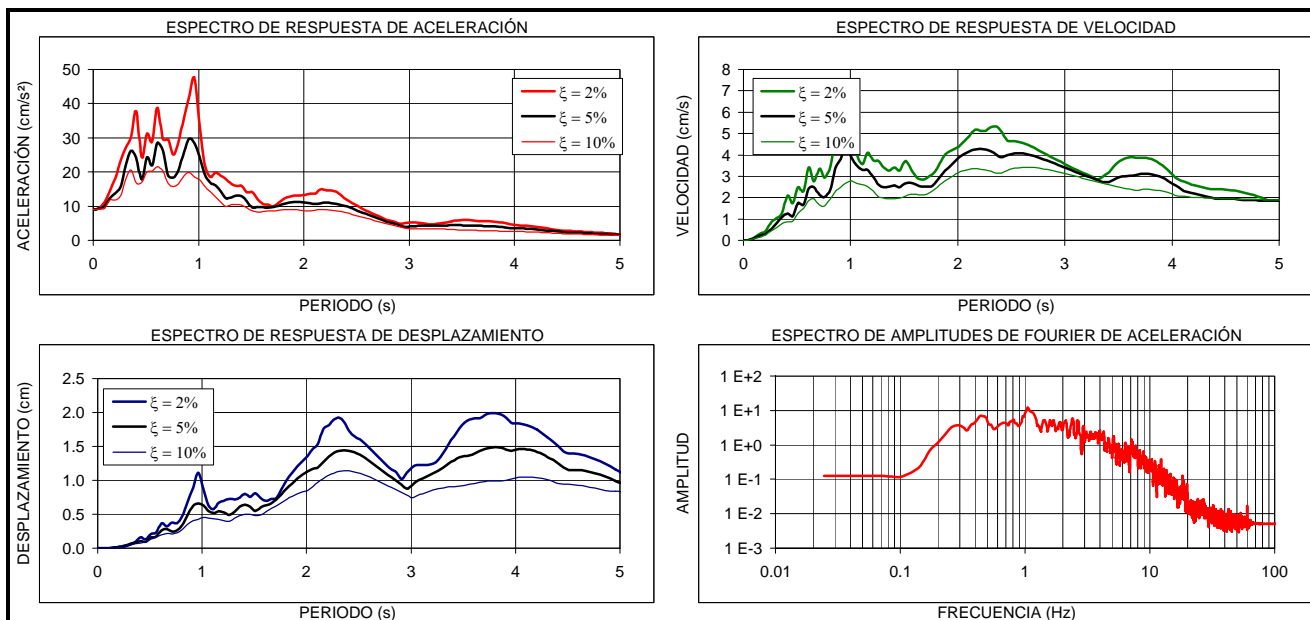 ESPECTRO DE RESPUESTA DE ACELERACIÓN
ACELERACIÓN (cm/s²)
50
40
30
20
10
0
0 1 2 3 4 5
PERIODO (s)
ξ = 2%
ξ = 5%
ξ = 10%
ESPECTRO DE RESPUESTA DE VELOCIDAD
VELOCIDAD (cm/s)
8
7
6
5
4
3
2
1
0
0 1 2 3 4 5
PERIODO (s)
ξ = 2%
ξ = 5%
ξ = 10%
ESPECTRO DE RESPUESTA DE DESPLAZAMIENTO
DESPLAZAMIENTO (cm)
2.5
2.0
1.5
1.0
0.5
0.0
0 1 2 3 4 5
PERIODO (s)
ξ = 2%
ξ = 5%
ξ = 10%
ESPECTRO DE AMPLITUDES DE FOURIER DE ACELERACIÓN
AMPLITUD
1 E+2
1 E+1
1 E+0
1 E-1
1 E-2
1 E-3
0.01 0.1 1 10 100
FRECUENCIA (Hz)